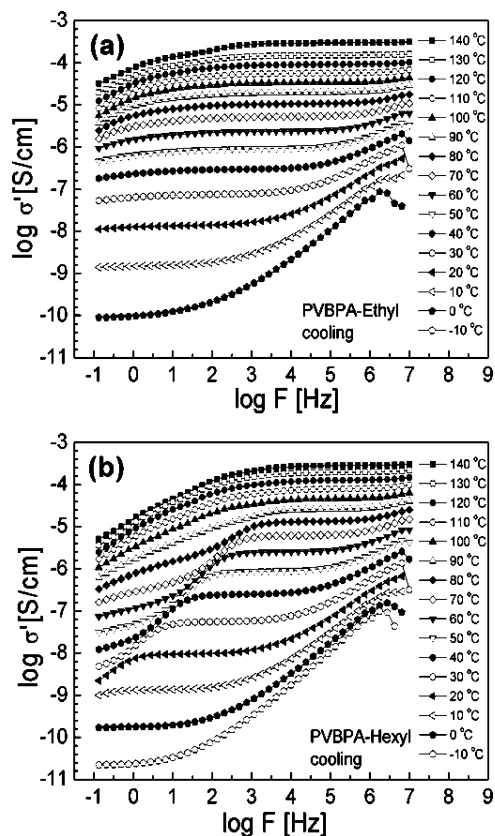 (a)
log σ' [S/cm]
-3
-4
-5
-6
-7
-8
-9
-10
-11
140 °C
130 °C
120 °C
110 °C
100 °C
90 °C
80 °C
70 °C
60 °C
50 °C
40 °C
30 °C
20 °C
10 °C
0 °C
-10 °C
PVBPA-Ethyl
cooling
-1 0 1 2 3 4 5 6 7 8 9
log F [Hz]
(b)
log σ' [S/cm]
-3
-4
-5
-6
-7
-8
-9
-10
-11
140 °C
130 °C
120 °C
110 °C
100 °C
90 °C
80 °C
70 °C
60 °C
50 °C
40 °C
30 °C
20 °C
10 °C
0 °C
-10 °C
PVBPA-Hexyl
cooling
-1 0 1 2 3 4 5 6 7 8 9
log F [Hz]